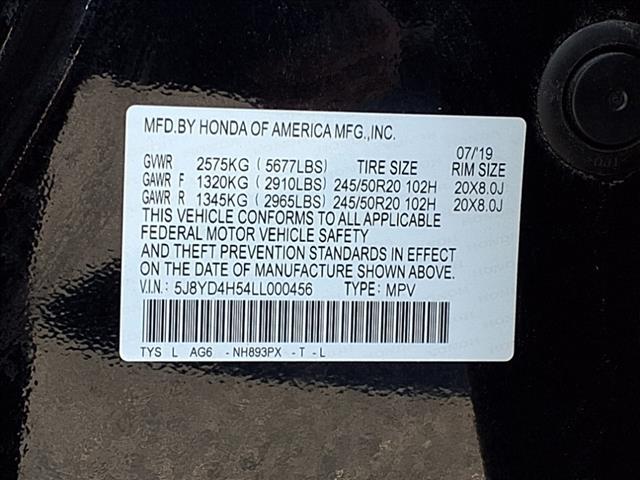 MFD.BY HONDA OF AMERICA MFG.,INC.
07/'19
GVWR 2575KG (5677LBS) TIRE SIZE RIM SIZE
GAWR F 1320KG (2910LBS) 245/50R20 102H 20X8.0J
GAWR R 1345KG (2965LBS) 245/50R20 102H 20X8.0J
THIS VEHICLE CONFORMS TO ALL APPLICABLE
FEDERAL MOTOR VEHICLE SAFETY
AND THEFT PREVENTION STANDARDS IN EFFECT
ON THE DATE OF MANUFACTURE SHOWN ABOVE.
V.I.N.: 5J8YD4H54LL000456 TYPE: MPV
TYS L AG6 -NH893PX -T -L